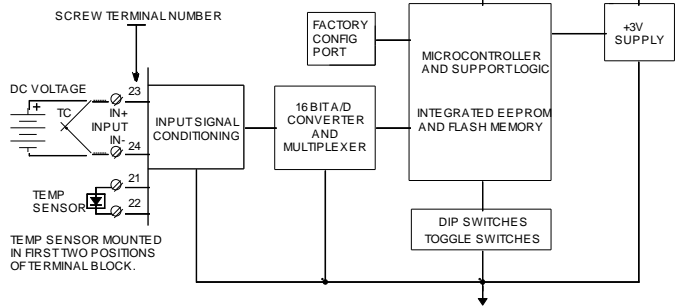 SCREW TERMINAL NUMBER
FACTORY
CONFIG
PORT
MICROCONTROLLER
AND SUPPORT LOGIC
INTEGRATED EEPROM
AND FLASH MEMORY
+3V
SUPPLY
DC VOLTAGE
+
TC
23
IN+
INPUT
IN-
24
INPUT SIGNAL
CONDITIONING
16 BIT A/D
CONVERTER
AND
MULTIPLEXER
21
TEMP
SENSOR
22
DIP SWITCHES
TOGGLE SWITCHES
TEMP SENSOR MOUNTED
IN FIRST TWO POSITIONS
OF TERMINAL BLOCK.